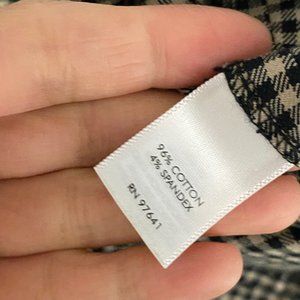 96% COTTON
4% SPANDEX
RN 97641